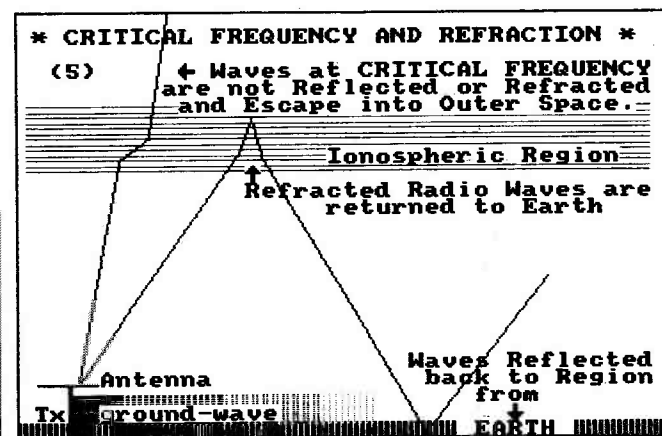 * CRITICAL FREQUENCY AND REFRACTION *
(5) ← Waves at CRITICAL FREQUENCY
are not Reflected or Refracted
and Escape into Outer Space.
Ionospheric Region
Refracted Radio Waves are
returned to Earth
Antenna
Waves Reflected
back to Region
from
Tx ground-wave
EARTH